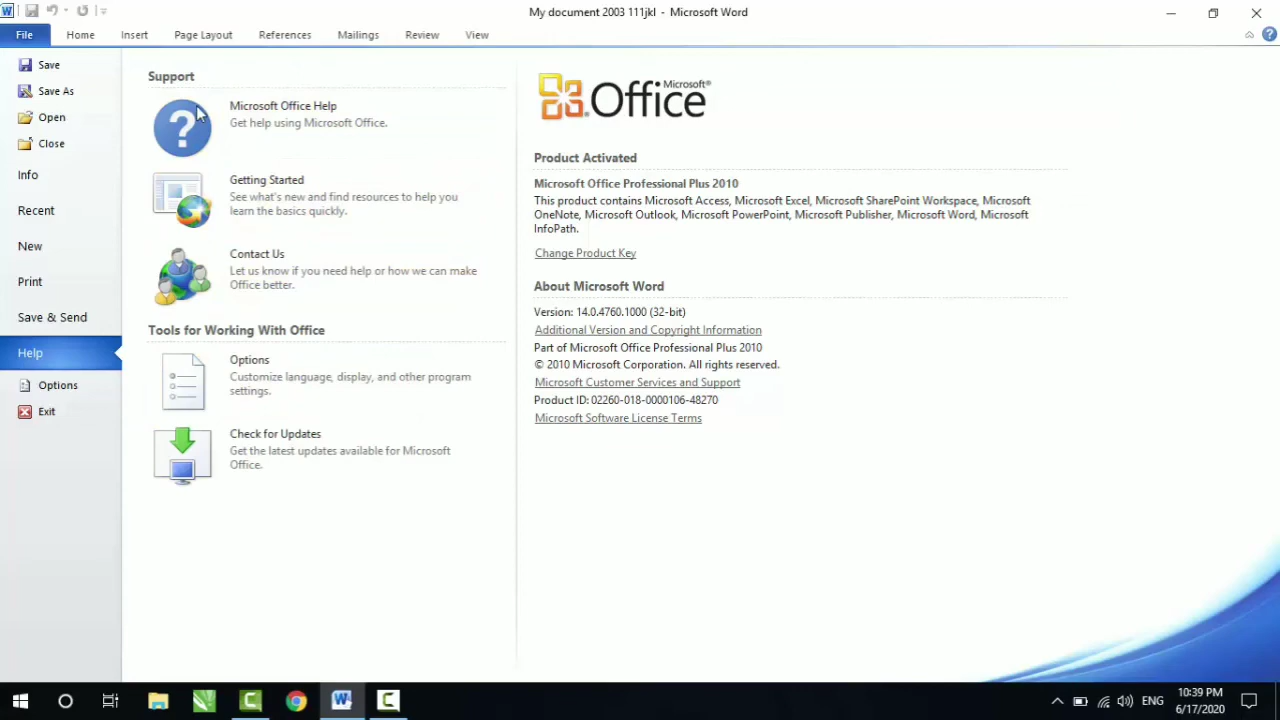 My document 2003 111jkl - Microsoft Word
File Home Insert Page Layout References Mailings Review View
Save
Save As
Open
Close
Info
Recent
New
Print
Save & Send
Help
Options
Exit
Support
Microsoft Office Help
Get help using Microsoft Office.
Getting Started
See what's new and find resources to help you
learn the basics quickly.
Contact Us
Let us know if you need help or how we can make
Office better.
Tools for Working With Office
Options
Customize language, display, and other program
settings.
Check for Updates
Get the latest updates available for Microsoft
Office.
Microsoft®
Office
Product Activated
Microsoft Office Professional Plus 2010
This product contains Microsoft Access, Microsoft Excel, Microsoft SharePoint Workspace, Microsoft
OneNote, Microsoft Outlook, Microsoft PowerPoint, Microsoft Publisher, Microsoft Word, Microsoft
InfoPath.
Change Product Key
About Microsoft Word
Version: 14.0.4760.1000 (32-bit)
Additional Version and Copyright Information
Part of Microsoft Office Professional Plus 2010
© 2010 Microsoft Corporation. All rights reserved.
Microsoft Customer Services and Support
Product ID: 02260-018-0000106-48270
Microsoft Software License Terms
ENG
10:39 PM
6/17/2020